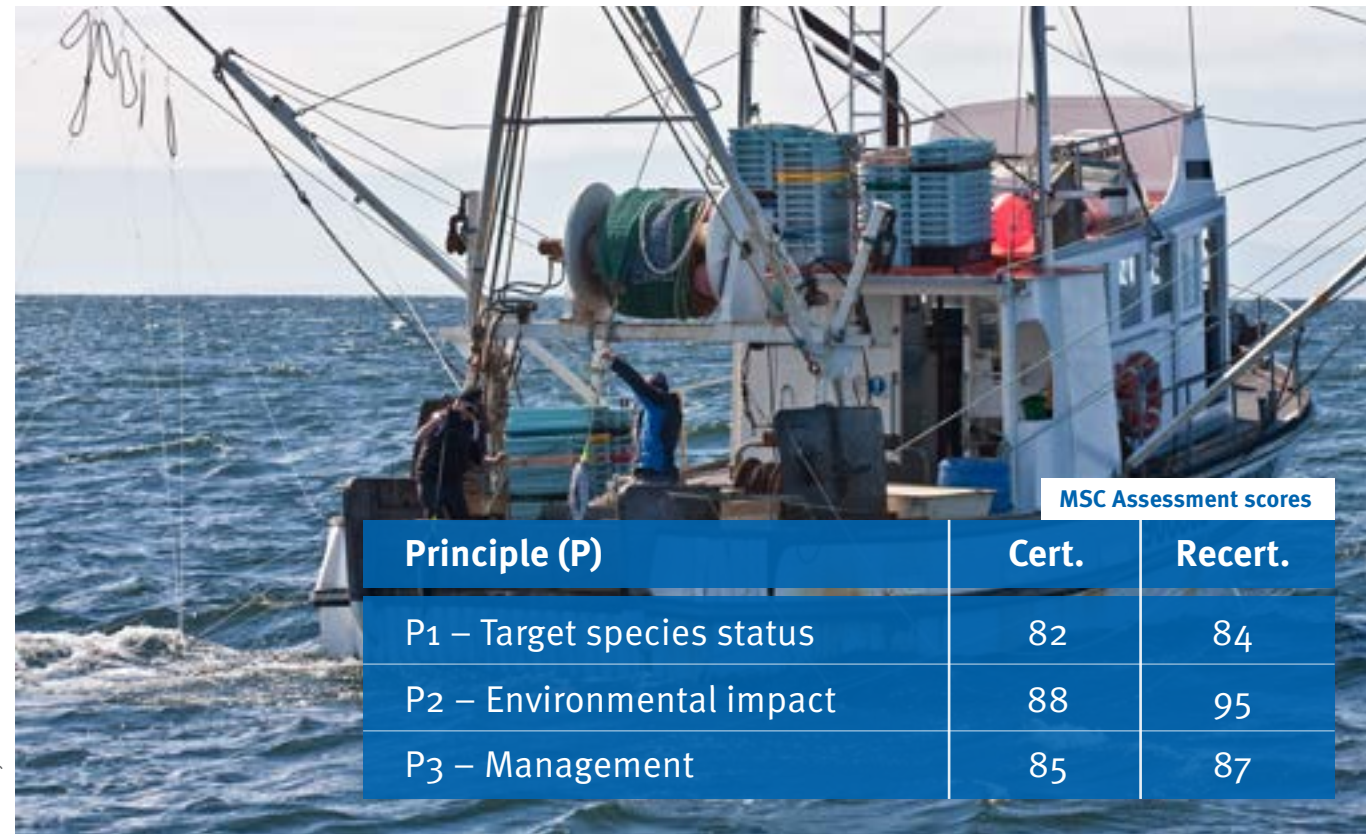 MSC Assessment scores
Principle (P) Cert. Recert.
P1 – Target species status 82 84
P2 – Environmental impact 88 95
P3 – Management 85 87